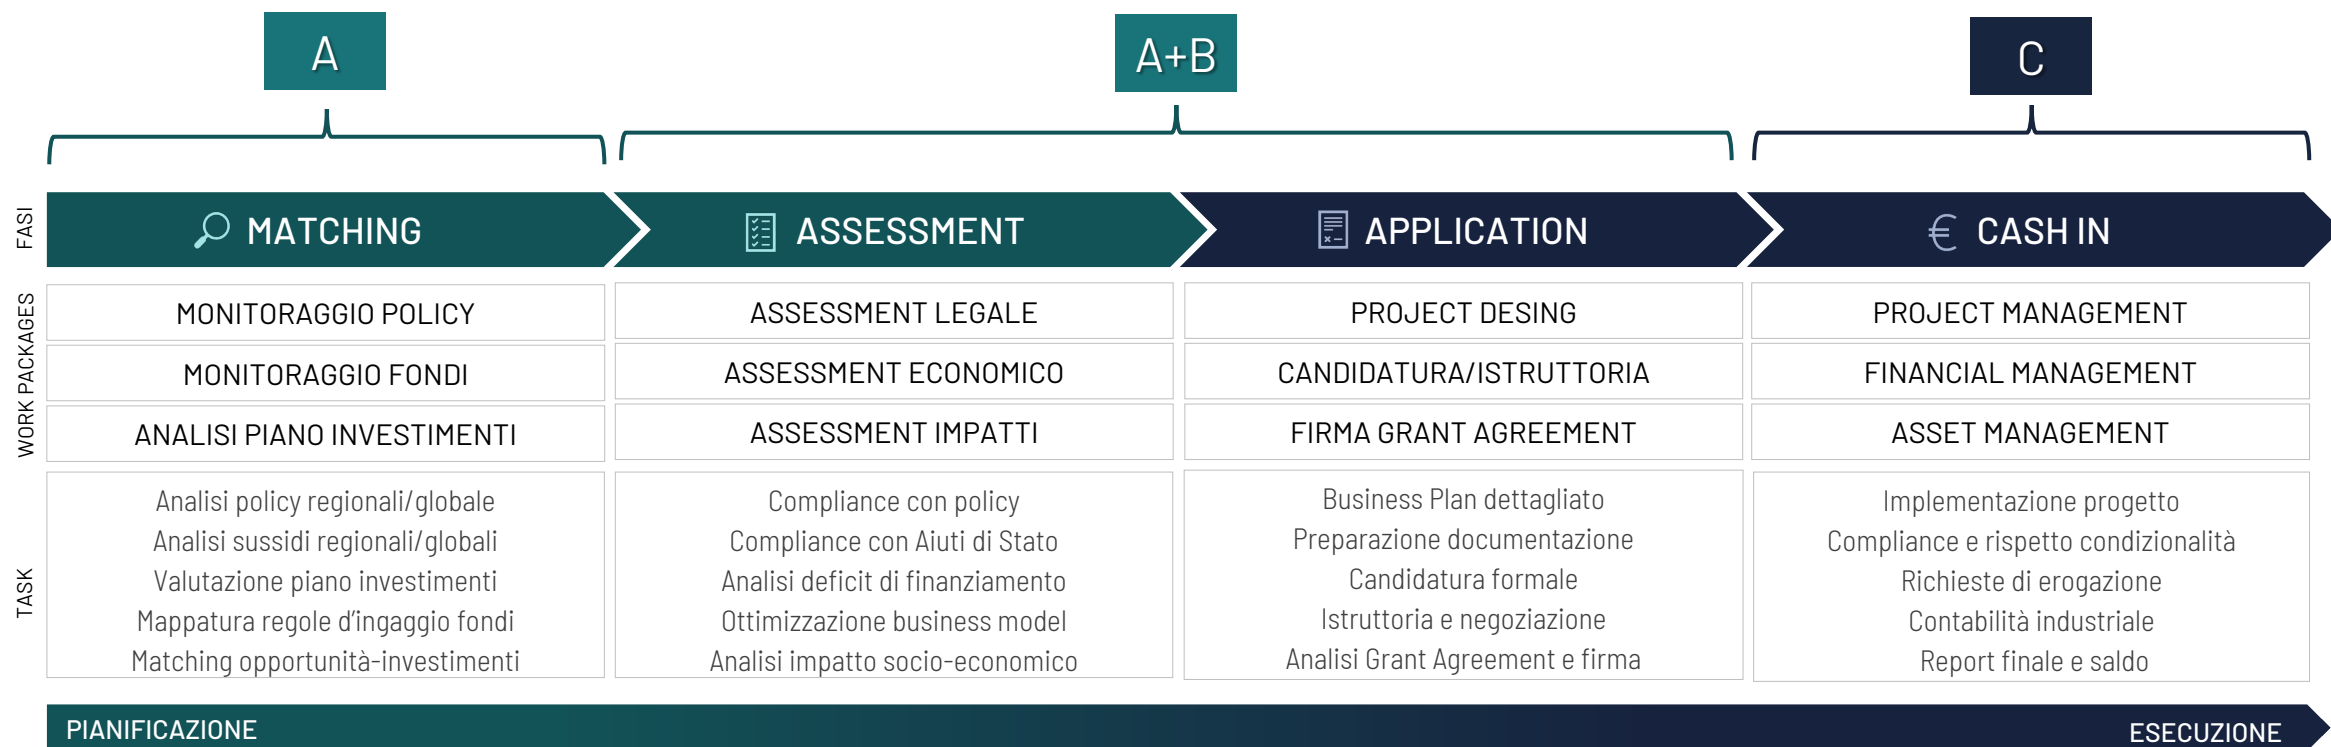 A
A+B
C
FASI
MATCHING
ASSESSMENT
APPLICATION
CASH IN
WORK PACKAGES
MONITORAGGIO POLICY
ASSESSMENT LEGALE
PROJECT DESING
PROJECT MANAGEMENT
MONITORAGGIO FONDI
ASSESSMENT ECONOMICO
CANDIDATURA/ISTRUTTORIA
FINANCIAL MANAGEMENT
ANALISI PIANO INVESTIMENTI
ASSESSMENT IMPATTI
FIRMA GRANT AGREEMENT
ASSET MANAGEMENT
TASK
Analisi policy regionali/globale
Analisi sussidi regionali/globali
Valutazione piano investimenti
Mappatura regole d’ingaggio fondi
Matching opportunità-investimenti
Compliance con policy
Compliance con Aiuti di Stato
Analisi deficit di finanziamento
Ottimizzazione business model
Analisi impatto socio-economico
Business Plan dettagliato
Preparazione documentazione
Candidatura formale
Istruttoria e negoziazione
Analisi Grant Agreement e firma
Implementazione progetto
Compliance e rispetto condizionalità
Richieste di erogazione
Contabilità industriale
Report finale e saldo
PIANIFICAZIONE
ESECUZIONE